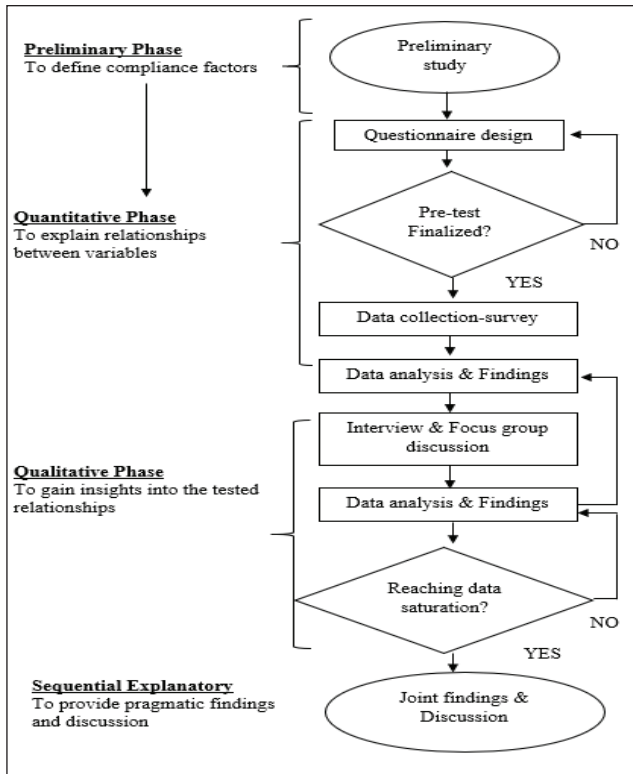 Preliminary Phase
To define compliance factors
Preliminary
study
Questionnaire design
Quantitative Phase
To explain relationships
between variables
Pre-test
Finalized?
NO
YES
Data collection-survey
Data analysis & Findings
Interview & Focus group
discussion
Qualitative Phase
To gain insights into the tested
relationships
Data analysis & Findings
Reaching data
saturation?
NO
YES
Sequential Explanatory
To provide pragmatic findings
and discussion
Joint findings &
Discussion